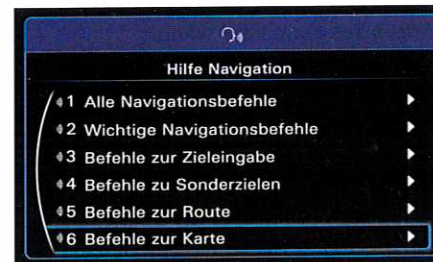 Hilfe Navigation
1 Alle Navigationsbefehle
2 Wichtige Navigationsbefehle
3 Befehle zur Zieleingabe
4 Befehle zu Sonderzielen
5 Befehle zur Route
6 Befehle zur Karte